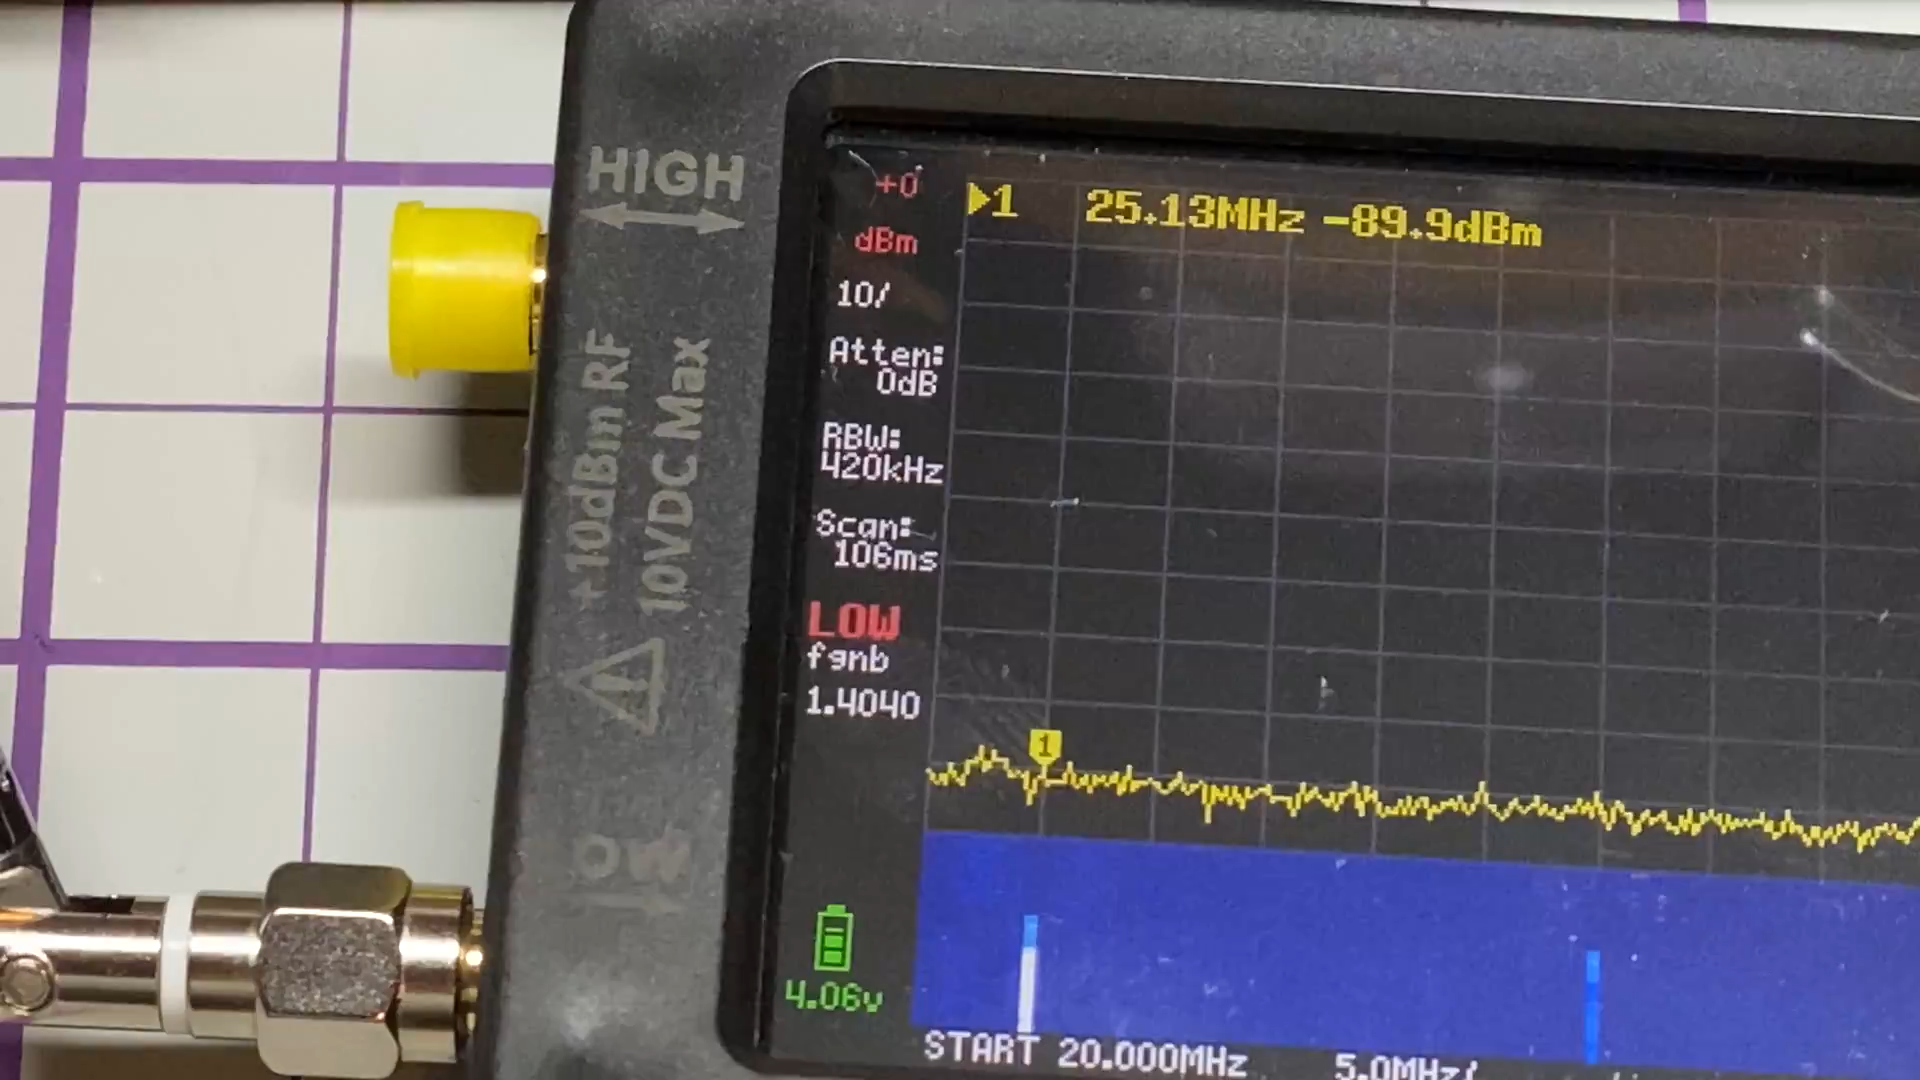 HIGH
+10dBm RF
10VDC Max
+0
dBm
10/
Atten:
0dB
RBW:
420kHz
Scan:
106ms
LOW
fgnb
1.4040
4.06v
1 25.13MHz -89.9dBm
1
START 20.000MHz 5.0MHz/